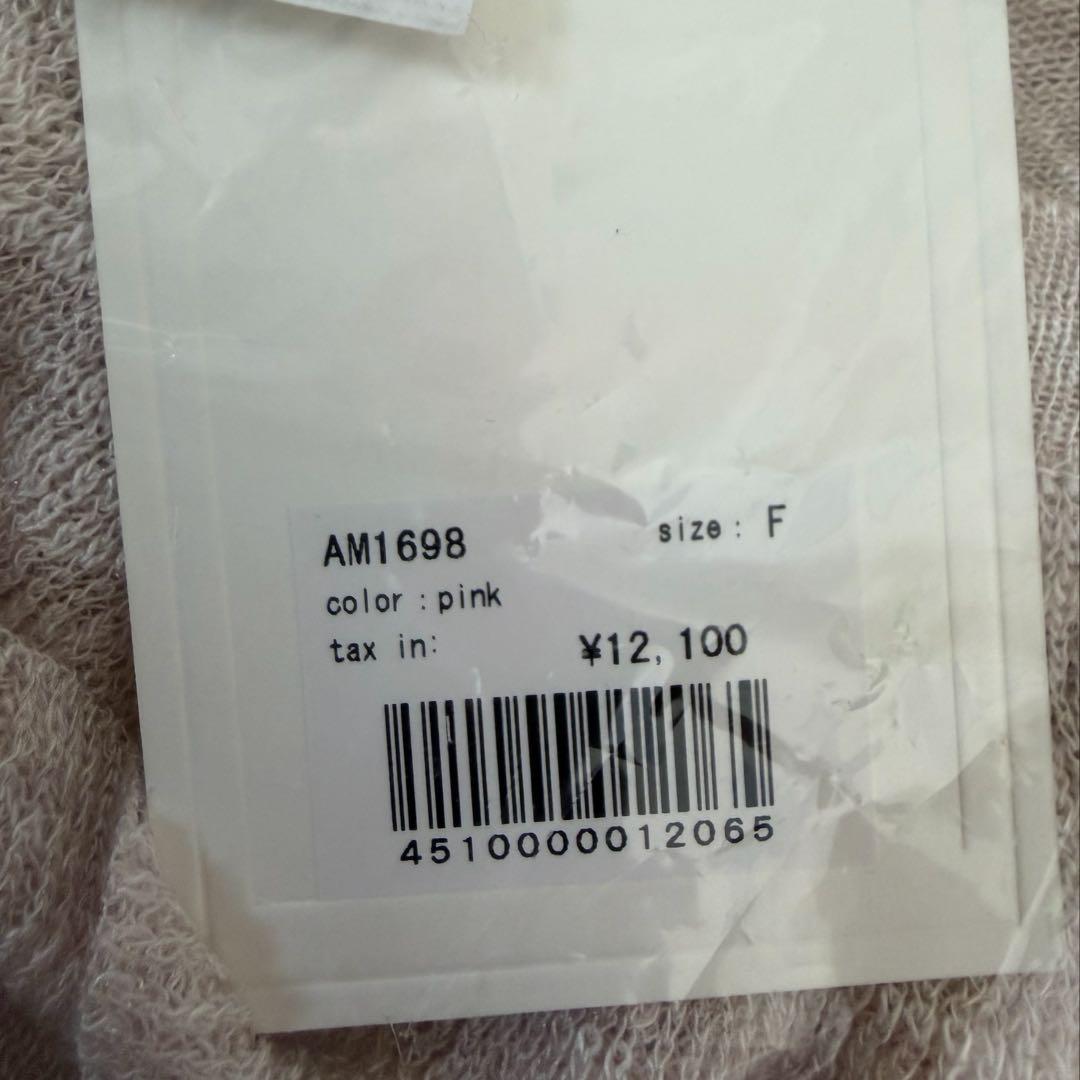 AM1698 size: F
color :pink
tax in: ¥12,100
4510000012065